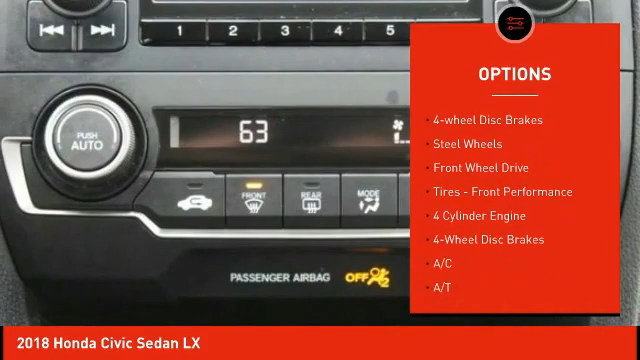 1 2 3 4 5
PUSH
AUTO
63
FRONT
REAR
MODE
PASSENGER AIRBAG
OFF
2
OPTIONS
4-wheel Disc Brakes
Steel Wheels
Front Wheel Drive
Tires - Front Performance
4 Cylinder Engine
4-Wheel Disc Brakes
A/C
A/T
2018 Honda Civic Sedan LX